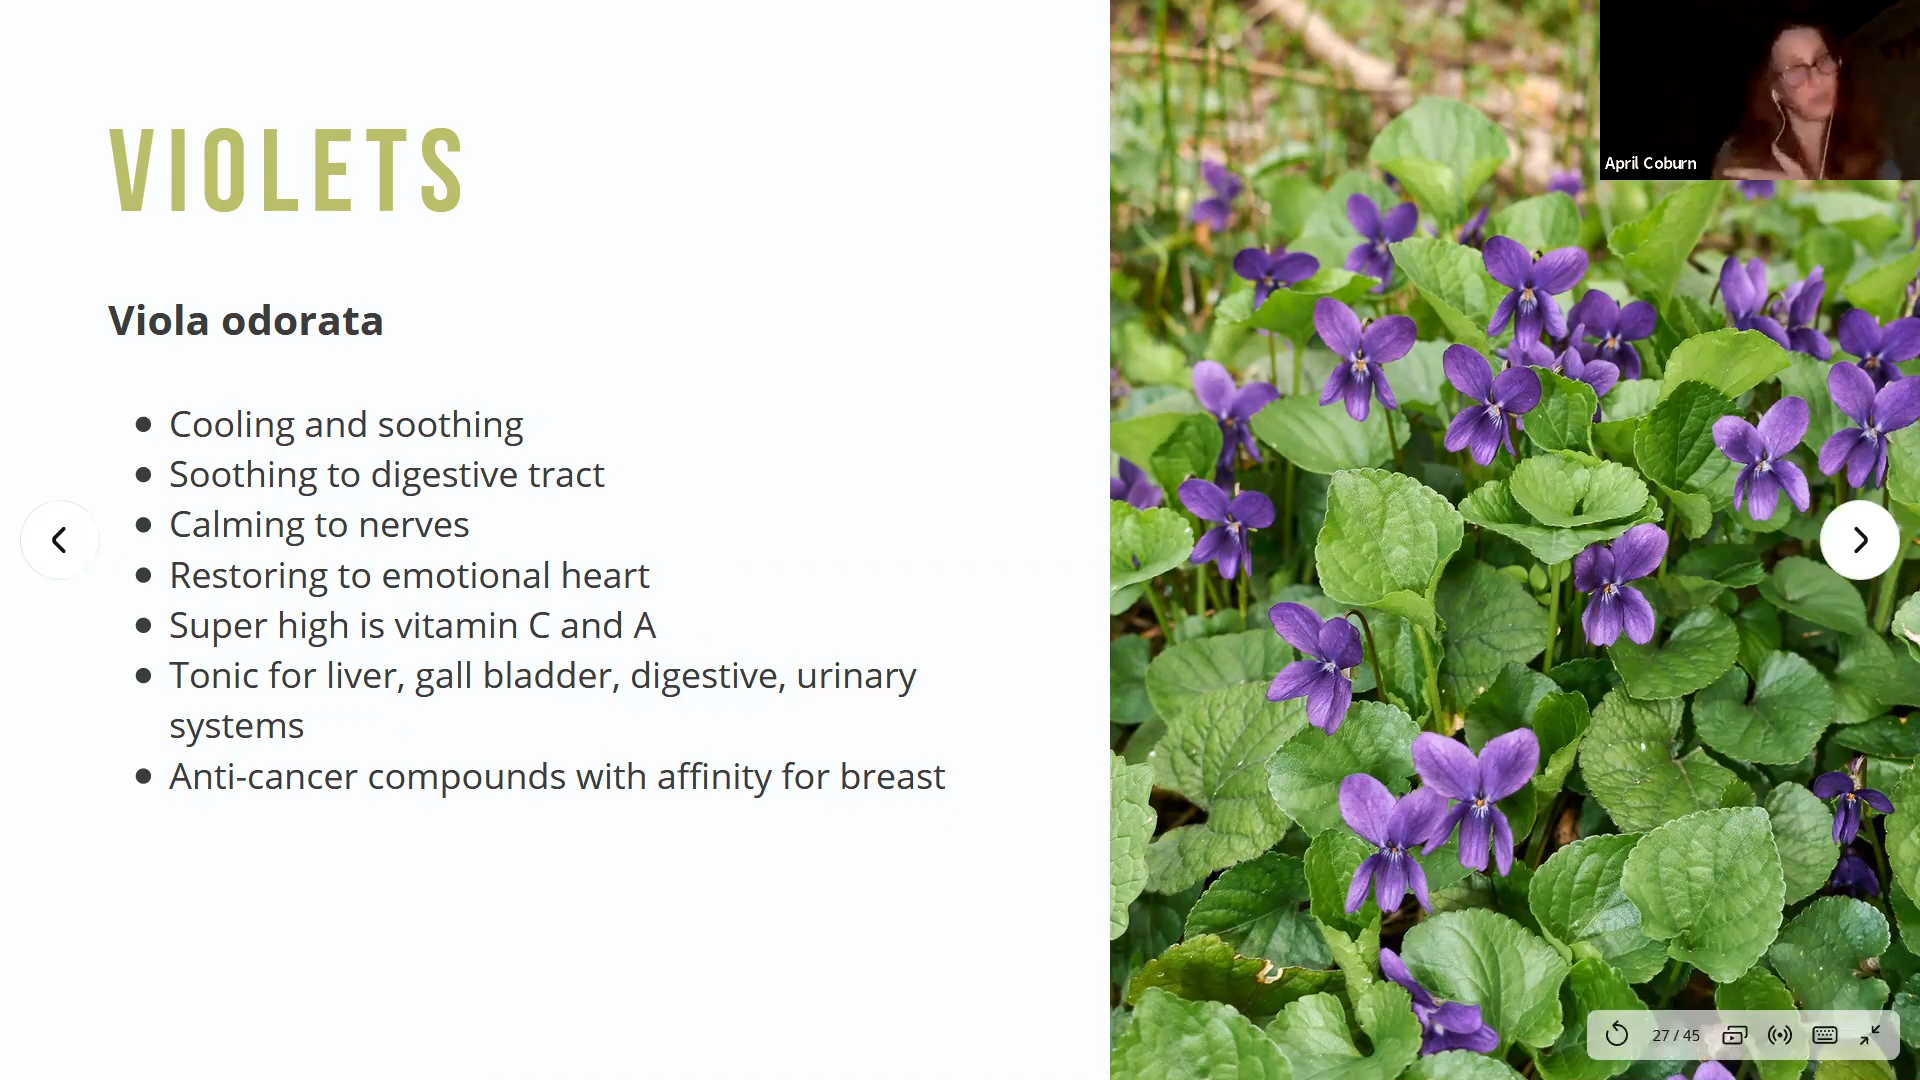 VIOLETS
Viola odorata
● Cooling and soothing
● Soothing to digestive tract
● Calming to nerves
● Restoring to emotional heart
● Super high is vitamin C and A
● Tonic for liver, gall bladder, digestive, urinary
systems
● Anti-cancer compounds with affinity for breast
April Coburn
27 / 45